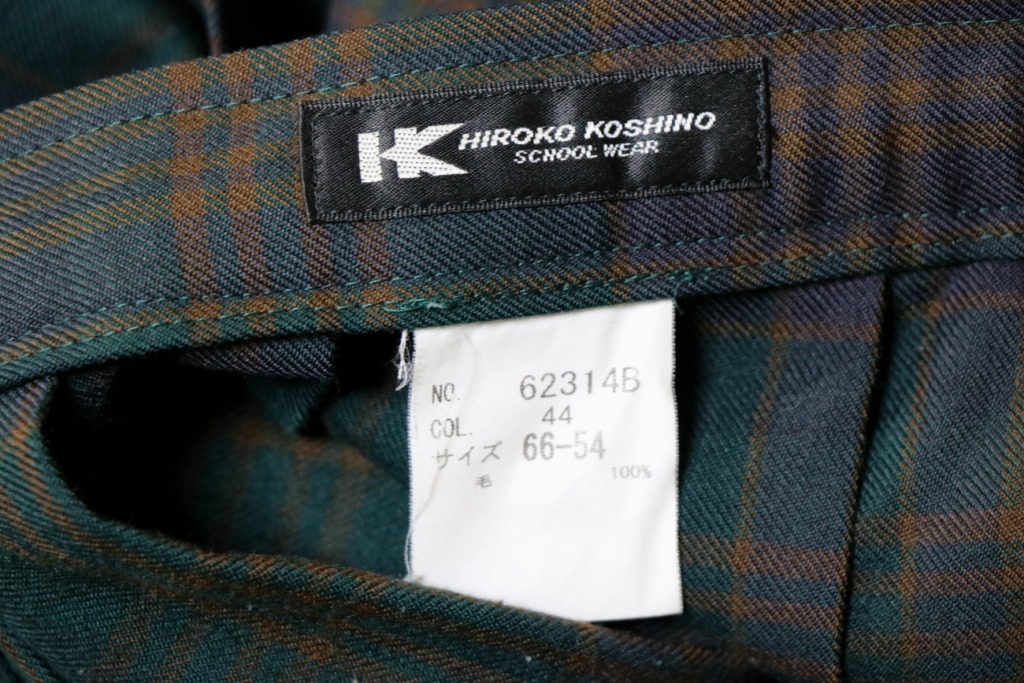 HK HIROKO KOSHINO
SCHOOL WEAR
NO. 62314B
COL. 44
サイズ 66-54
毛 100%